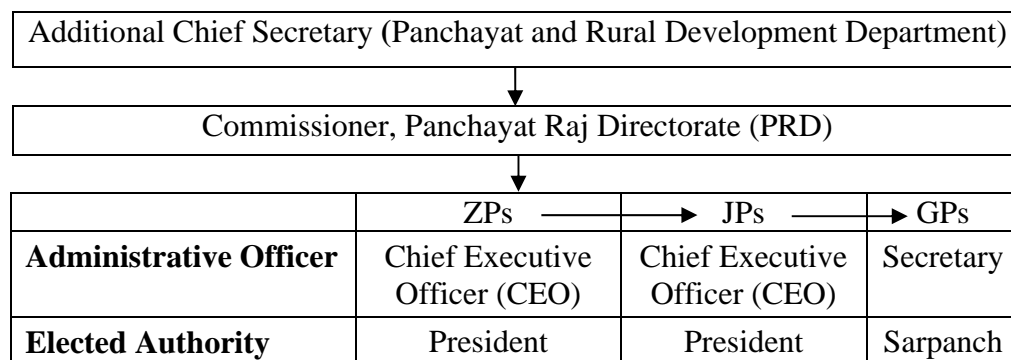 Additional Chief Secretary (Panchayat and Rural Development Department)
Commissioner, Panchayat Raj Directorate (PRD)
ZPs JPs GPs
Administrative Officer Chief Executive Chief Executive Secretary
Officer (CEO) Officer (CEO)
Elected Authority President President Sarpanch